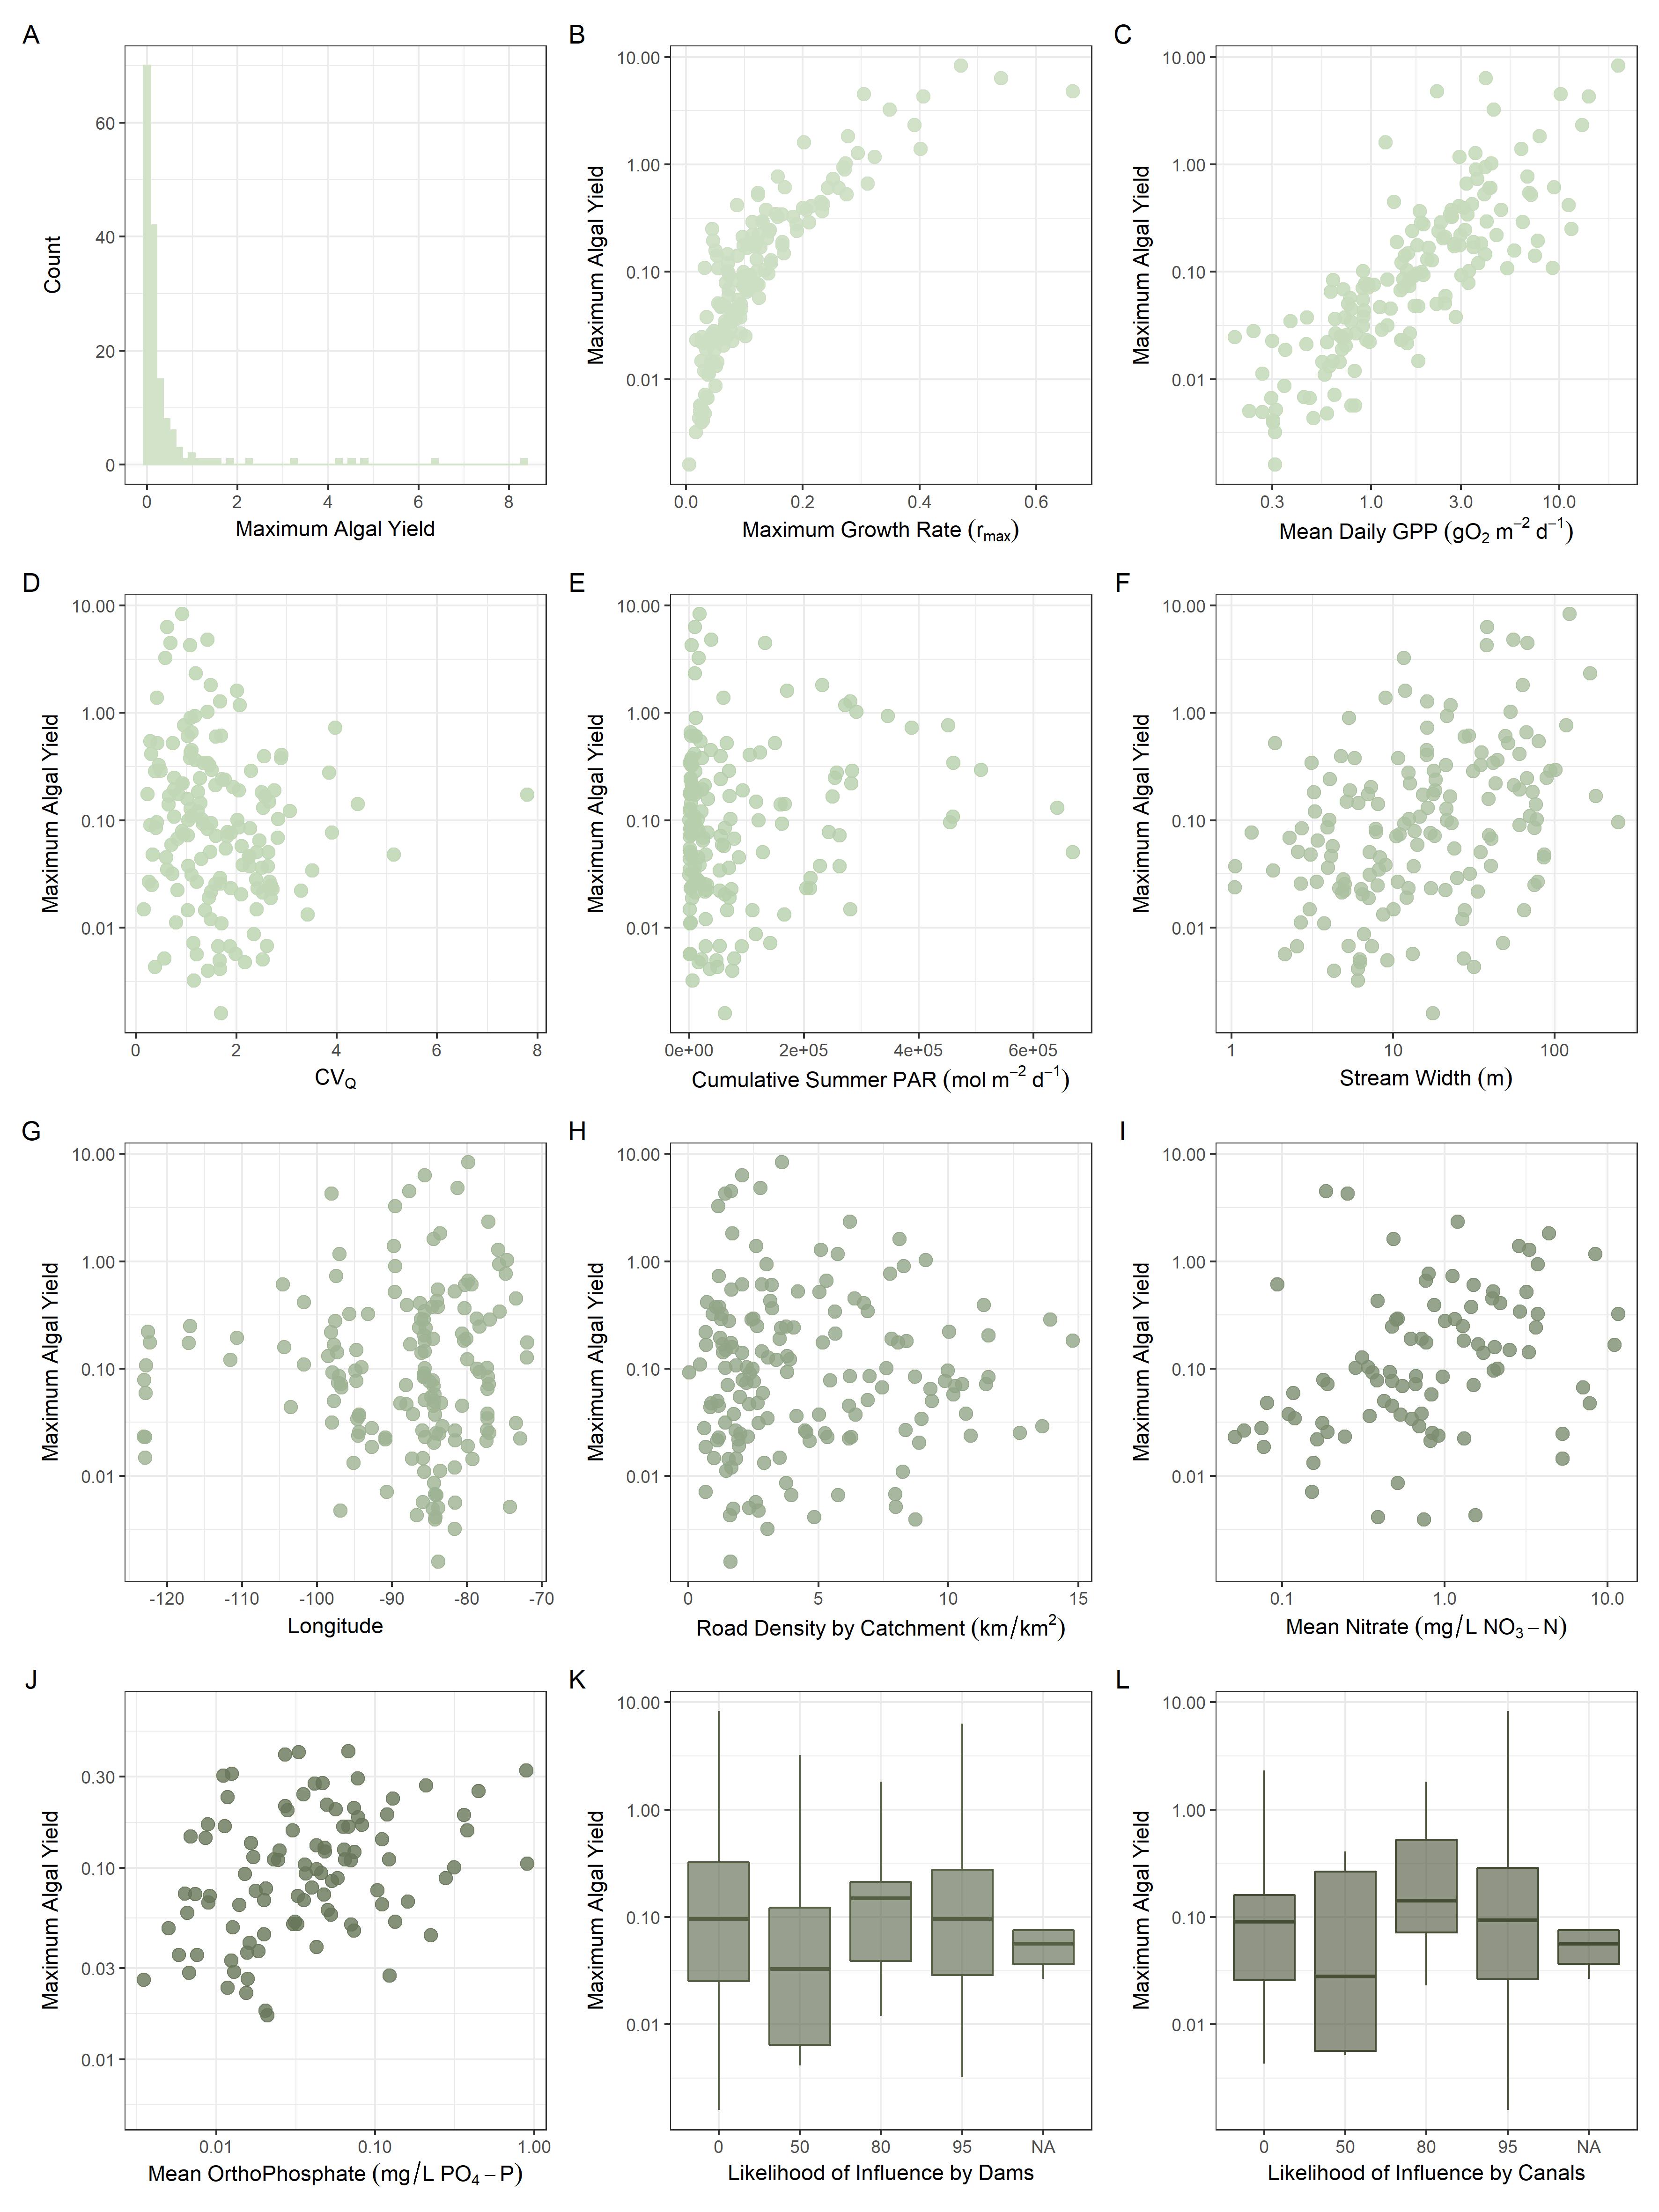 A
B
C
60
40
20
0
Count
0 2 4 6 8
Maximum Algal Yield
10.00
1.00
0.10
0.01
Maximum Algal Yield
0.0 0.2 0.4 0.6
Maximum Growth Rate (rmax)
10.00
1.00
0.10
0.01
Maximum Algal Yield
0.3 1.0 3.0 10.0
Mean Daily GPP (gO₂ m⁻² d⁻¹)
D
E
F
10.00
1.00
0.10
0.01
Maximum Algal Yield
0 2 4 6 8
CVQ
10.00
1.00
0.10
0.01
Maximum Algal Yield
0e+00 2e+05 4e+05 6e+05
Cumulative Summer PAR (mol m⁻² d⁻¹)
10.00
1.00
0.10
0.01
Maximum Algal Yield
1 10 100
Stream Width (m)
G
H
I
10.00
1.00
0.10
0.01
Maximum Algal Yield
-120 -110 -100 -90 -80 -70
Longitude
10.00
1.00
0.10
0.01
Maximum Algal Yield
0 5 10 15
Road Density by Catchment (km/km²)
10.00
1.00
0.10
0.01
Maximum Algal Yield
0.1 1.0 10.0
Mean Nitrate (mg/L NO₃−N)
J
K
L
0.30
0.10
0.03
0.01
Maximum Algal Yield
0.01 0.10 1.00
Mean OrthoPhosphate (mg/L PO₄−P)
10.00
1.00
0.10
0.01
Maximum Algal Yield
0 50 80 95 NA
Likelihood of Influence by Dams
10.00
1.00
0.10
0.01
Maximum Algal Yield
0 50 80 95 NA
Likelihood of Influence by Canals